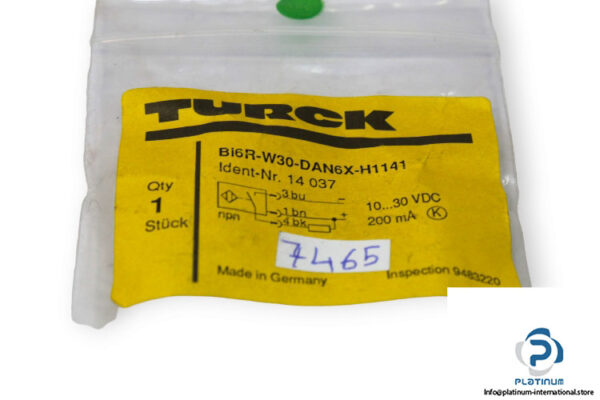 TURCK
Bi6R-W30-DAN6X-H1141
Ident-Nr. 14 037
Qty
1
Stück
3 bu
1 bn
4 bk
npn
- 
+
10...30 VDC
200 mA K
7465
Made in Germany
Inspection 9483220
PLATINUM
Info@platinum-international.store